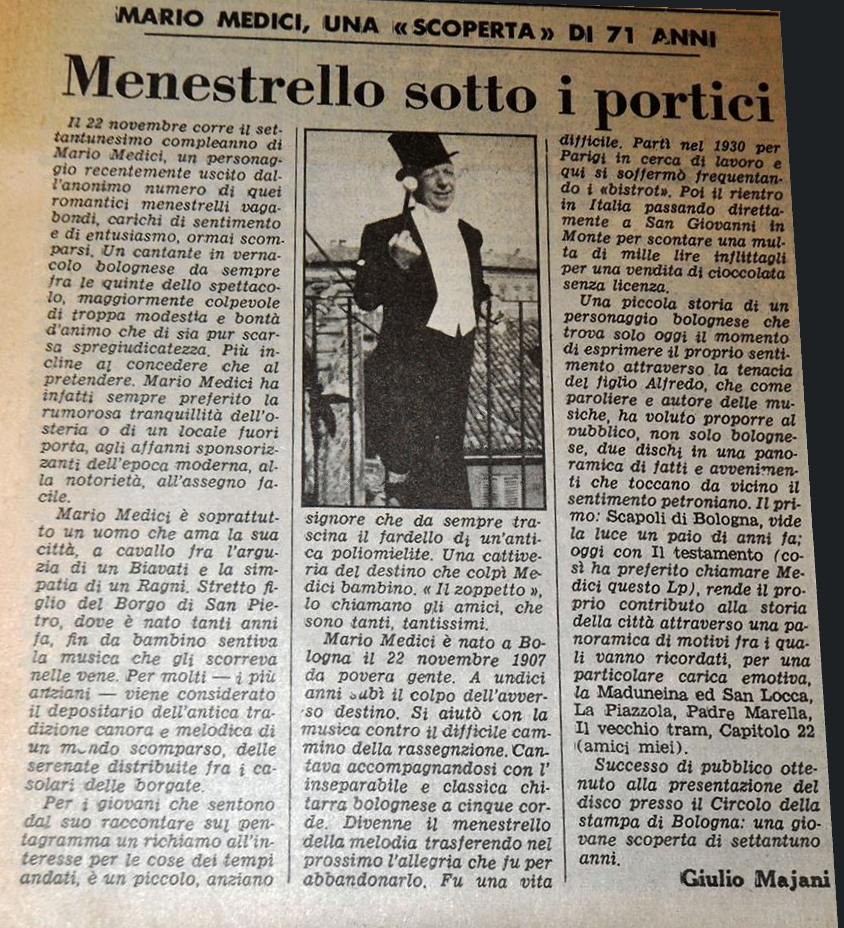 MARIO MEDICI, UNA «SCOPERTA» DI 71 ANNI
Menestrello sotto i portici
Il 22 novembre corre il set-
tantunesimo compleanno di
Mario Medici, un personag-
gio recentemente uscito dal-
l'anonimo numero di quei
romantici menestrelli vaga-
bondi, carichi di sentimento
e di entusiasmo, ormai scom-
parsi. Un cantante in verna-
colo bolognese da sempre
fra le quinte dello spettaco-
lo, maggiormente colpevole
di troppa modestia e bontà
d'animo che di sia pur scar-
sa spregiudicatezza. Più in-
cline al concedere che al
pretendere. Mario Medici ha
infatti sempre preferito la
rumorosa tranquillità dell'o-
steria o di un locale fuori
porta, agli affanni sponsoriz-
zanti dell'epoca moderna, al-
la notorietà, all'assegno fa-
cile.
Mario Medici è soprattut-
to un uomo che ama la sua
città, a cavallo fra l'argu-
zia di un Biavati e la sim-
patia di un Ragni. Stretto fi-
glio del Borgo di San Pie-
tro, dove è nato tanti anni
fa, fin da bambino sentiva
la musica che gli scorreva
nelle vene. Per molti — i più
anziani — viene considerato
il depositario dell'antica tra-
dizione canora e melodica di
un mondo scomparso, delle
serenate distribuite fra i ca-
solari delle borgate.
Per i giovani che sentono
dal suo raccontare sul pen-
tagramma un richiamo all'in-
teresse per le cose dei tempi
andati, è un piccolo, anziano
signore che da sempre tra-
scina il fardello di un'anti-
ca poliomielite. Una cattive-
ria del destino che colpì Me-
dici bambino. « Il zoppetto »,
lo chiamano gli amici, che
sono tanti, tantissimi.
Mario Medici è nato a Bo-
logna il 22 novembre 1907
da povera gente. A undici
anni subì il colpo dell'avver-
so destino. Si aiutò con la
musica contro il difficile cam-
mino della rassegnzione. Can-
tava accompagnandosi con l'
inseparabile e classica chi-
tarra bolognese a cinque cor-
de. Divenne il menestrello
della melodia trasferendo nel
prossimo l'allegria che fu per
abbandonarlo. Fu una vita
difficile. Partì nel 1930 per
Parigi in cerca di lavoro e
qui si soffermò frequentan-
do i «bistrot». Poi il rientro
in Italia passando diretta-
mente a San Giovanni in
Monte per scontare una mul-
ta di mille lire inflittagli
per una vendita di cioccolata
senza licenza.
Una piccola storia di un
personaggio bolognese che
trova solo oggi il momento
di esprimere il proprio senti-
mento attraverso la tenacia
del figlio Alfredo, che come
paroliere e autore delle mu-
siche, ha voluto proporre al
pubblico, non solo bologne-
se, due dischi in una pano-
ramica di fatti e avvenimen-
ti che toccano da vicino il
sentimento petroniano. Il pri-
mo: Scapoli di Bologna, vide
la luce un paio di anni fa;
oggi con Il testamento (co-
sì ha preferito chiamare Me-
dici questo Lp), rende il pro-
prio contributo alla storia
della città attraverso una pa-
noramica di motivi fra i qua-
li vanno ricordati, per una
particolare carica emotiva,
la Maduneina ed San Locca,
La Piazzola, Padre Marella,
Il vecchio tram, Capitolo 22
(amici miei).
Successo di pubblico otte-
nuto alla presentazione del
disco presso il Circolo della
stampa di Bologna: una gio-
vane scoperta di settantuno
anni.
Giulio Majani